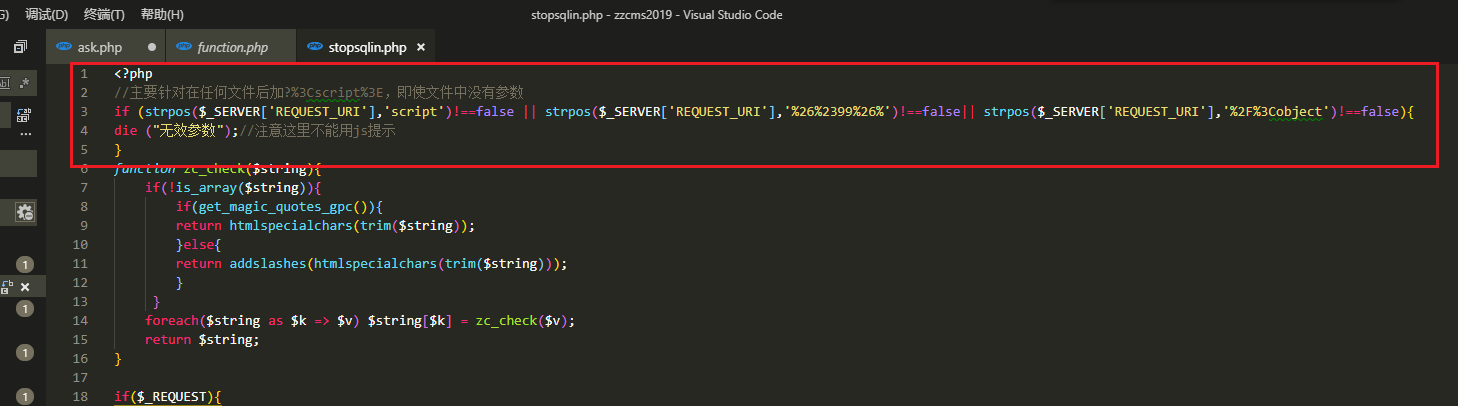 G) 调试(D) 终端(T) 帮助(H) stopsqlin.php - zzcms2019 - Visual Studio Code
ask.php function.php stopsqlin.php
1 <?php
2 //主要针对在任何文件后加?%3Cscript%3E，即使文件中没有参数
3 if (strpos($_SERVER['REQUEST_URI'],'script')!==false || strpos($_SERVER['REQUEST_URI'],'%26%2399%26%')!==false|| strpos($_SERVER['REQUEST_URI'],'%2F%3Cobject')!==false){
4 die ("无效参数");//注意这里不能用js提示
5 }
6 function zc_check($string){
7 if(!is_array($string)){
8 if(get_magic_quotes_gpc()){
9 return htmlspecialchars(trim($string));
10 }else{
11 return addslashes(htmlspecialchars(trim($string)));
12 }
13 }
14 foreach($string as $k => $v) $string[$k] = zc_check($v);
15 return $string;
16 }
17
18 if($_REQUEST){
1
1
1
1